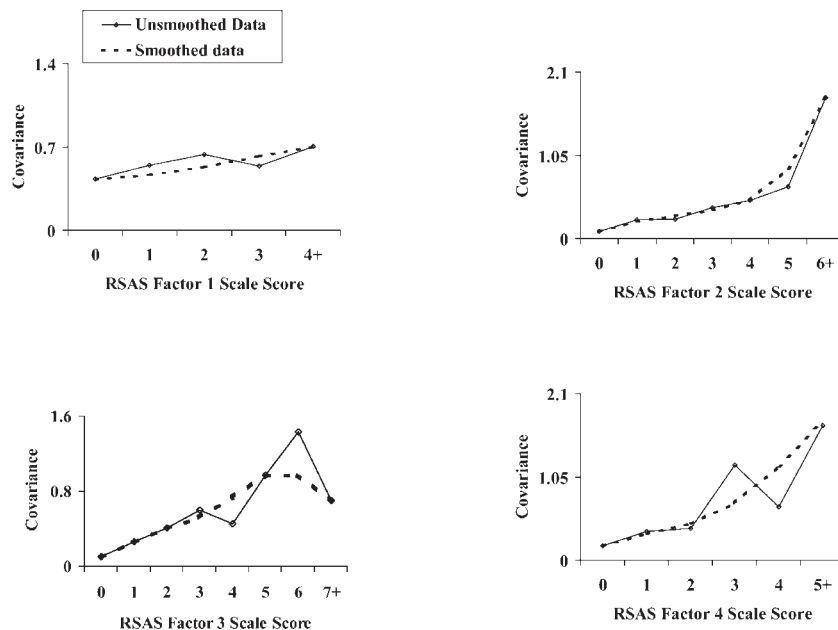 Unsmoothed Data
Smoothed data
1.4
0.7
0
Covariance
0 1 2 3 4+
RSAS Factor 1 Scale Score
2.1
1.05
0
Covariance
0 1 2 3 4 5 6+
RSAS Factor 2 Scale Score
1.6
0.8
0
Covariance
0 1 2 3 4 5 6 7+
RSAS Factor 3 Scale Score
2.1
1.05
0
Covariance
0 1 2 3 4 5+
RSAS Factor 4 Scale Score